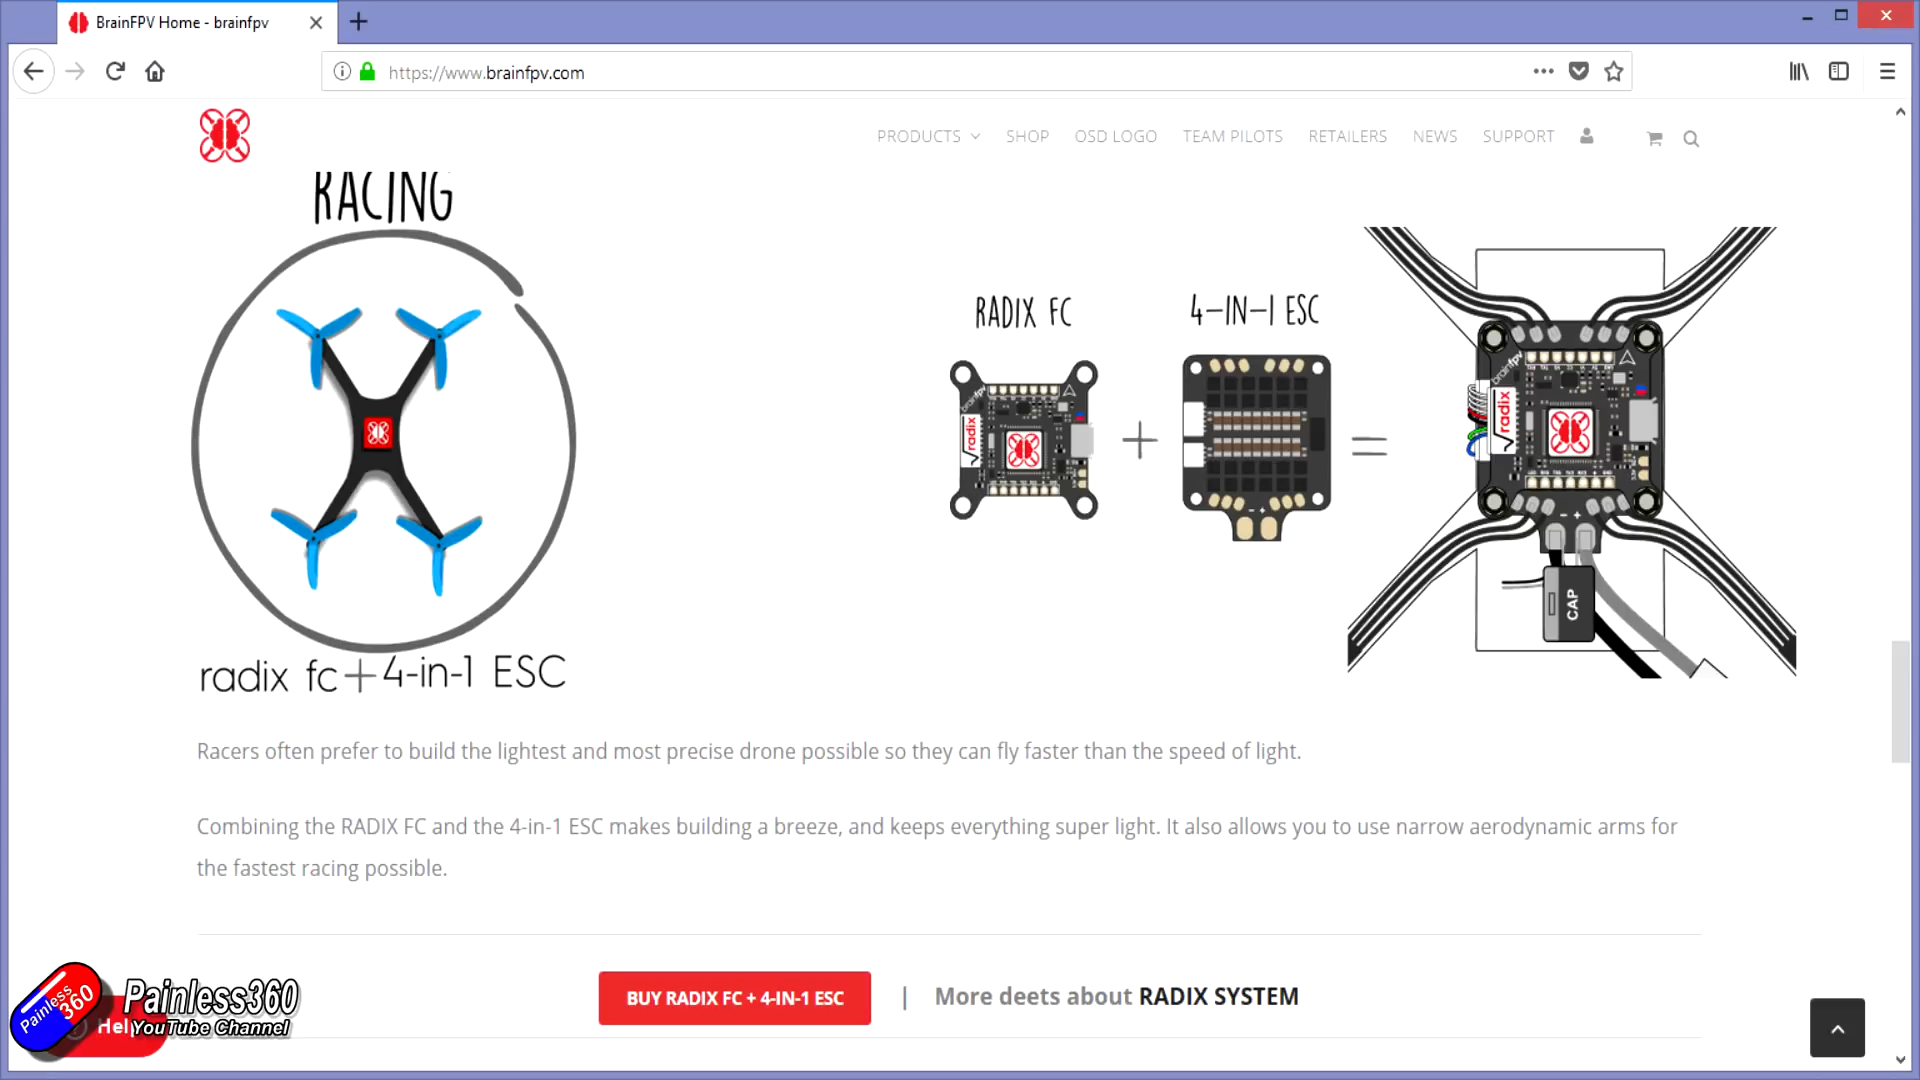 BrainFPV Home - brainfpv
https://www.brainfpv.com
PRODUCTS SHOP OSD LOGO TEAM PILOTS RETAILERS NEWS SUPPORT
RACING
RADIX FC
4-IN-1 ESC
brainfpv
√radix
brainfpv
√radix
CAP
radix fc+4-in-1 ESC
Racers often prefer to build the lightest and most precise drone possible so they can fly faster than the speed of light.
Combining the RADIX FC and the 4-in-1 ESC makes building a breeze, and keeps everything super light. It also allows you to use narrow aerodynamic arms for
the fastest racing possible.
BUY RADIX FC + 4-IN-1 ESC | More deets about RADIX SYSTEM
Painless 360
Painless360
YouTube Channel
Help